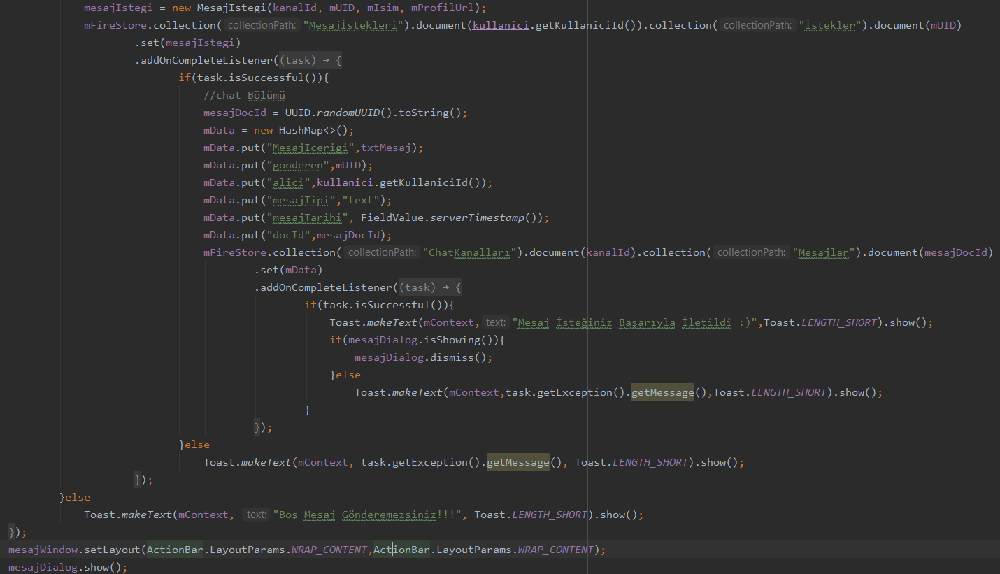 mesajIstegi = new MesajIstegi(kanalId, mUID, mIsim, mProfilUrl);
mFireStore.collection( collectionPath: "Mesajİstekleri").document(kullanici.getKullaniciId()).collection( collectionPath: "İstekler").document(mUID)
.set(mesajIstegi)
.addOnCompleteListener((task) → {
if(task.isSuccessful()){
//chat Bölümü
mesajDocId = UUID.randomUUID().toString();
mData = new HashMap<>();
mData.put("MesajIcerigi",txtMesaj);
mData.put("gonderen",mUID);
mData.put("alici",kullanici.getKullaniciId());
mData.put("mesajTipi","text");
mData.put("mesajTarihi", FieldValue.serverTimestamp());
mData.put("docId",mesajDocId);
mFireStore.collection( collectionPath: "ChatKanalları").document(kanalId).collection( collectionPath: "Mesajlar").document(mesajDocId)
.set(mData)
.addOnCompleteListener((task) → {
if(task.isSuccessful()){
Toast.makeText(mContext, text: "Mesaj İsteğiniz Başarıyla İletildi :)",Toast.LENGTH_SHORT).show();
if(mesajDialog.isShowing()){
mesajDialog.dismiss();
}else
Toast.makeText(mContext,task.getException().getMessage(),Toast.LENGTH_SHORT).show();
}
});
}else
Toast.makeText(mContext, task.getException().getMessage(), Toast.LENGTH_SHORT).show();
});
}else
Toast.makeText(mContext, text: "Boş Mesaj Gönderemezsiniz!!!", Toast.LENGTH_SHORT).show();
});
mesajWindow.setLayout(ActionBar.LayoutParams.WRAP_CONTENT,ActionBar.LayoutParams.WRAP_CONTENT);
mesajDialog.show();